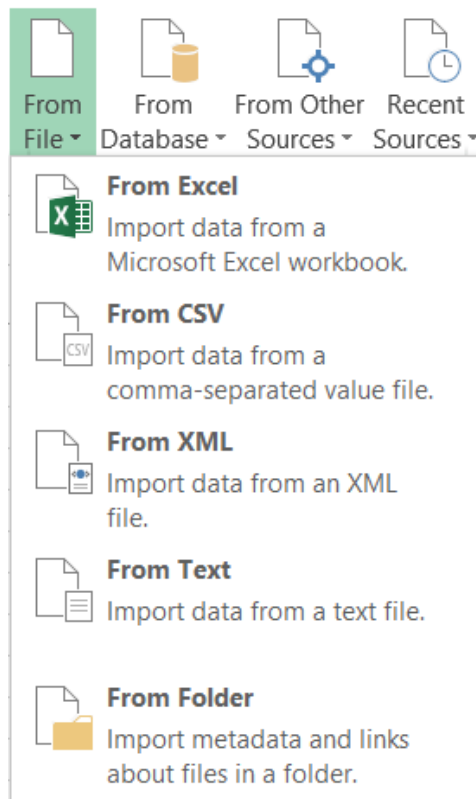 From From From Other Recent
File Database Sources Sources
From Excel
X
Import data from a
Microsoft Excel workbook.
From CSV
CSV
Import data from a
comma-separated value file.
From XML
Import data from an XML
file.
From Text
Import data from a text file.
From Folder
Import metadata and links
about files in a folder.